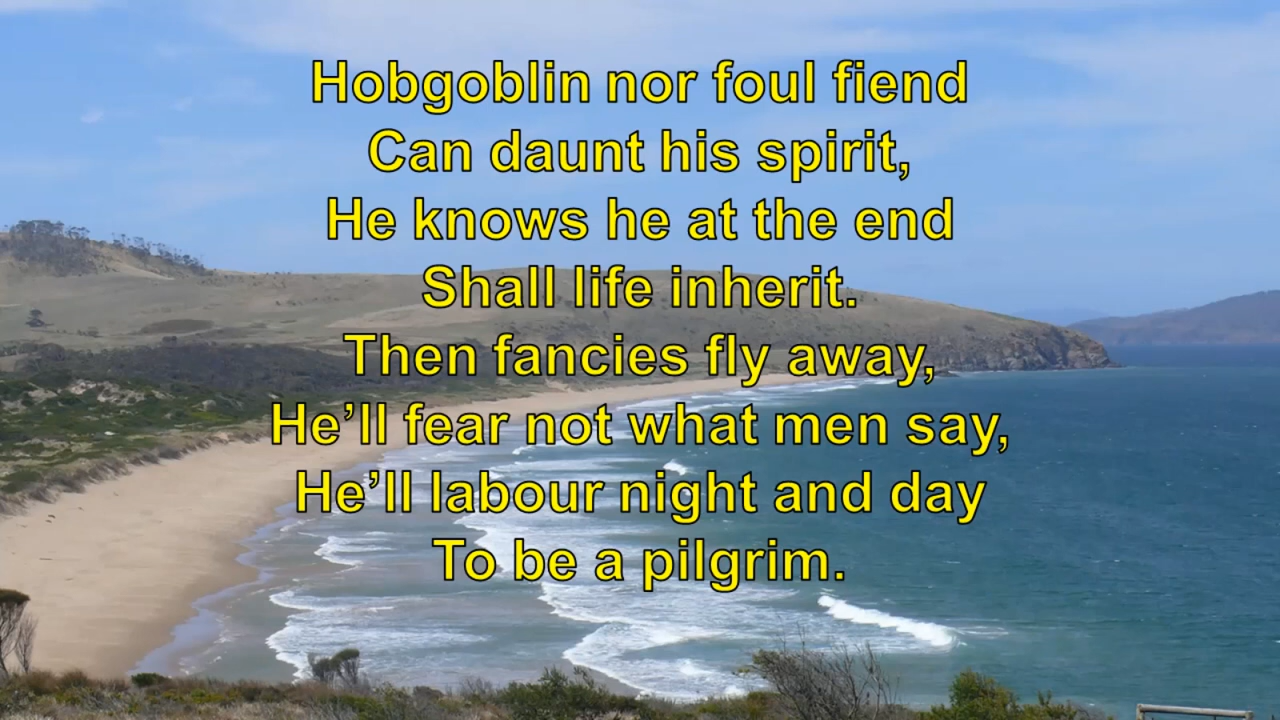 Hobgoblin nor foul fiend
Can daunt his spirit,
He knows he at the end
Shall life inherit.
Then fancies fly away,
He’ll fear not what men say,
He’ll labour night and day
To be a pilgrim.